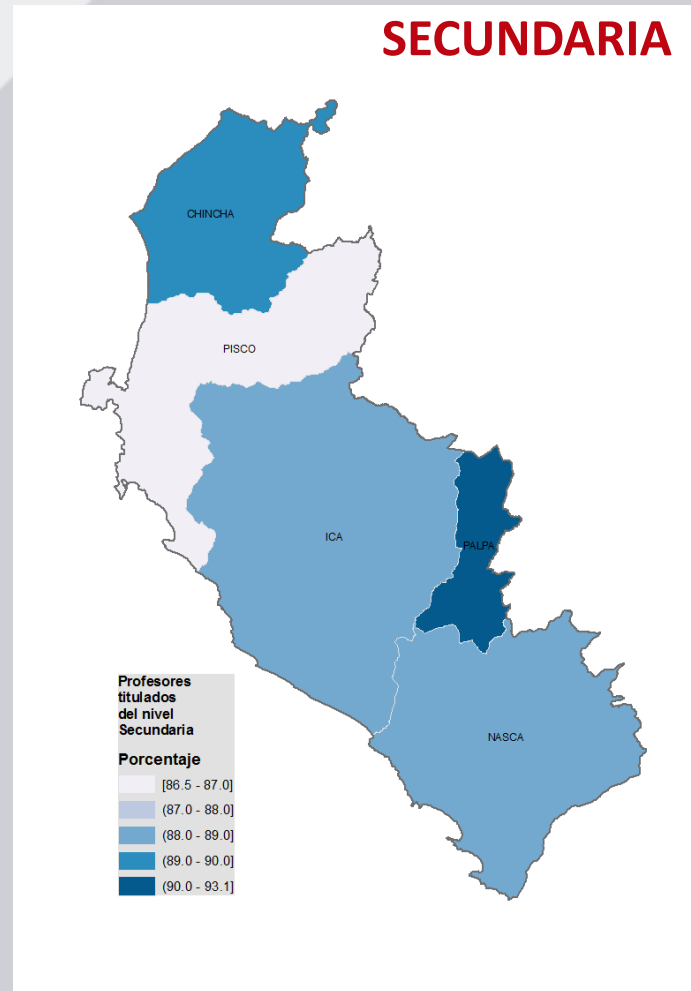 SECUNDARIA
CHINCHA
PISCO
ICA
PALPA
NASCA
Profesores
titulados
del nivel
Secundaria
Porcentaje
[86.5 - 87.0]
(87.0 - 88.0]
(88.0 - 89.0]
(89.0 - 90.0]
(90.0 - 93.1]